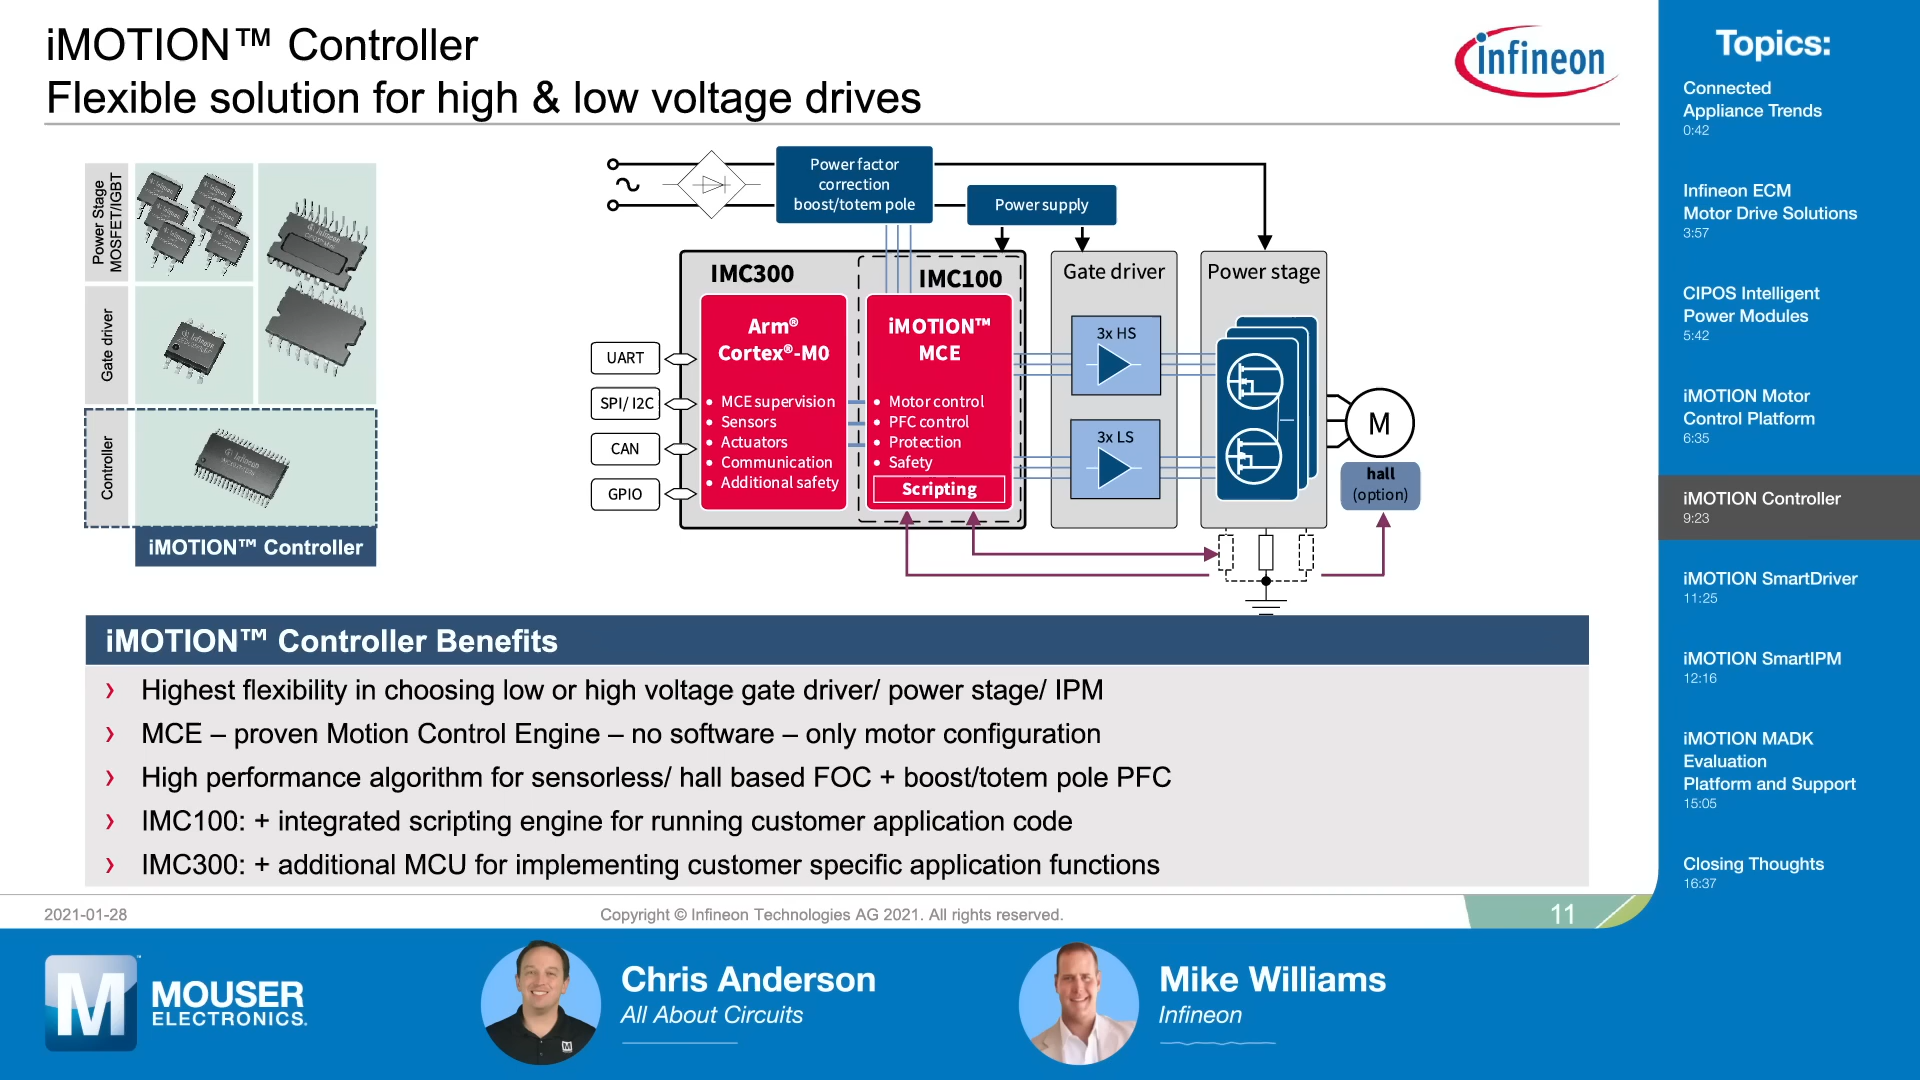 iMOTION™ Controller
Flexible solution for high & low voltage drives
infineon
Power Stage
MOSFET/IGBT
Gate driver
Controller
iMOTION™ Controller
Power factor
correction
boost/totem pole
Power supply
IMC300
IMC100
Arm®
Cortex®-M0
• MCE supervision
• Sensors
• Actuators
• Communication
• Additional safety
iMOTION™
MCE
• Motor control
• PFC control
• Protection
• Safety
Scripting
UART
SPI/ I2C
CAN
GPIO
Gate driver
3x HS
3x LS
Power stage
M
hall
(option)
iMOTION™ Controller Benefits
› Highest flexibility in choosing low or high voltage gate driver/ power stage/ IPM
› MCE – proven Motion Control Engine – no software – only motor configuration
› High performance algorithm for sensorless/ hall based FOC + boost/totem pole PFC
› IMC100: + integrated scripting engine for running customer application code
› IMC300: + additional MCU for implementing customer specific application functions
2021-01-28
Copyright © Infineon Technologies AG 2021. All rights reserved.
11
Topics:
Connected
Appliance Trends
0:42
Infineon ECM
Motor Drive Solutions
3:57
CIPOS Intelligent
Power Modules
5:42
iMOTION Motor
Control Platform
6:35
iMOTION Controller
9:23
iMOTION SmartDriver
11:25
iMOTION SmartIPM
12:16
iMOTION MADK
Evaluation
Platform and Support
15:05
Closing Thoughts
16:37
M
MOUSER
ELECTRONICS.
Chris Anderson
All About Circuits
Mike Williams
Infineon